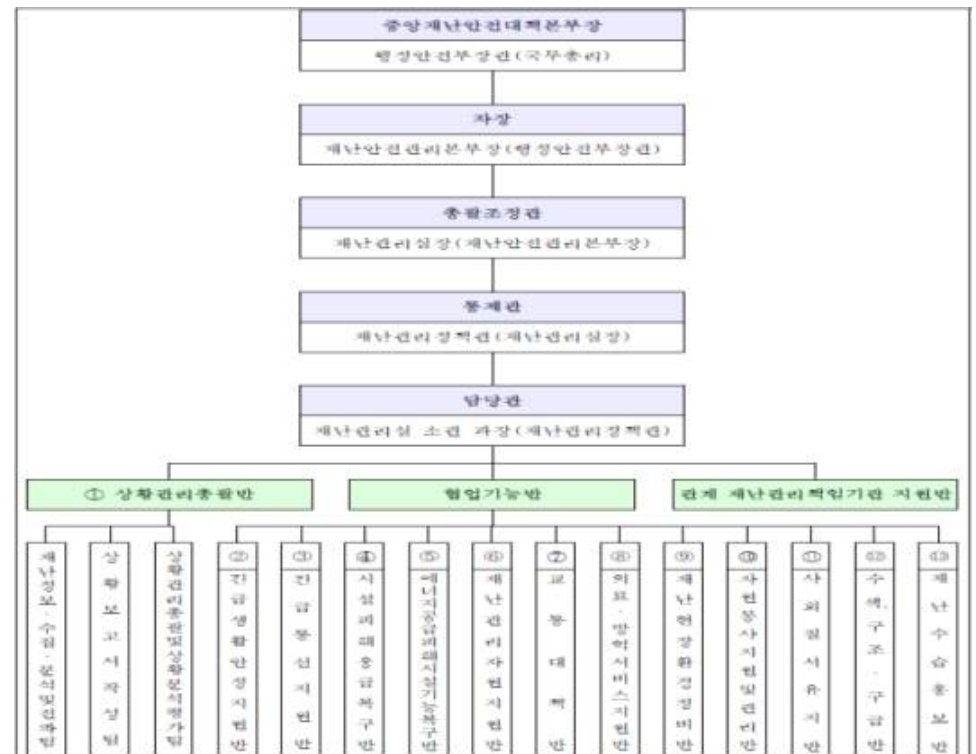 중앙재난안전대책본부장
행정안전부장관(국무총리)
차장
재난안전관리본부장(행정안전부장관)
총괄조정관
재난관리실장(재난안전관리본부장)
통제관
재난관리정책관(재난관리실장)
담당관
재난관리실 소관 과장(재난관리정책관)
① 상황관리총괄반
협업기능반
관계 재난관리책임기관 지원반
재난정보·수집·분석및전파팀
상황보고서작성팀
상황관리총괄및상황분석평가팀
② 긴급생활안정지원반
③ 긴급통신지원반
④ 시설피해응급복구반
⑤ 에너지공급피해시설기능복구반
⑥ 재난관리자원지원반
⑦ 교통대책반
⑧ 의료·방역서비스지원반
⑨ 재난현장환경정비반
⑩ 자원봉사지원및관리반
⑪ 사회질서유지반
⑫ 수색,구조·구급반
⑬ 재난수습홍보반